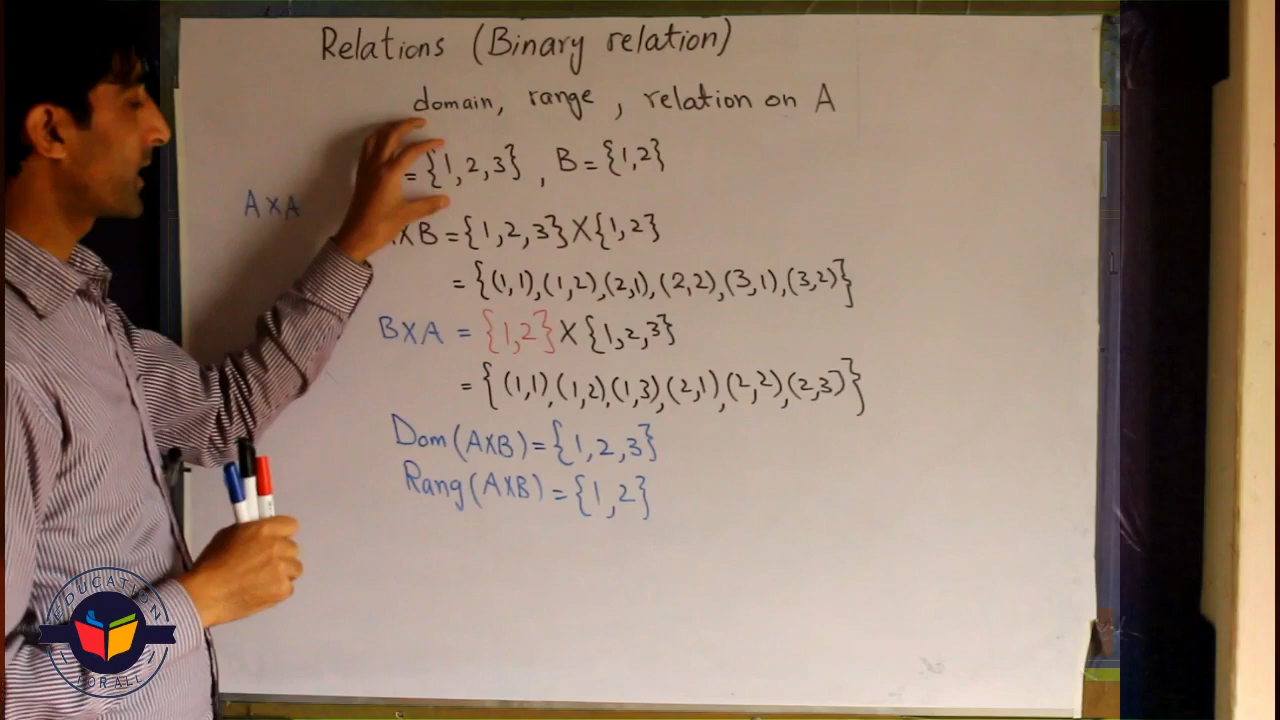 Relations (Binary relation)
domain, range, relation on A
= {1,2,3}, B = {1,2}
A×A
×B = {1,2,3} × {1,2}
= {(1,1),(1,2),(2,1),(2,2),(3,1),(3,2)}
B×A = {1,2} × {1,2,3}
= {(1,1),(1,2),(1,3),(2,1),(2,2),(2,3)}
Dom(A×B) = {1,2,3}
Rang(A×B) = {1,2}
EDUCATION
FOR ALL